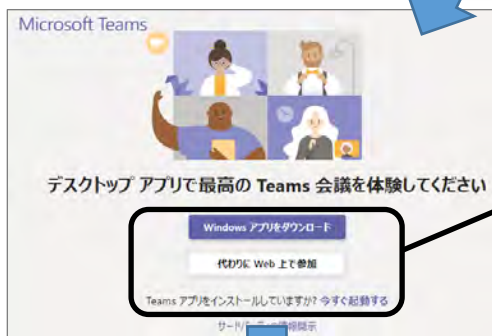 Microsoft Teams
デスクトップ アプリで最高の Teams 会議を体験してください
Windows アプリをダウンロード
代わりに Web 上で参加
Teams アプリをインストールしていますか? 今すぐ起動する